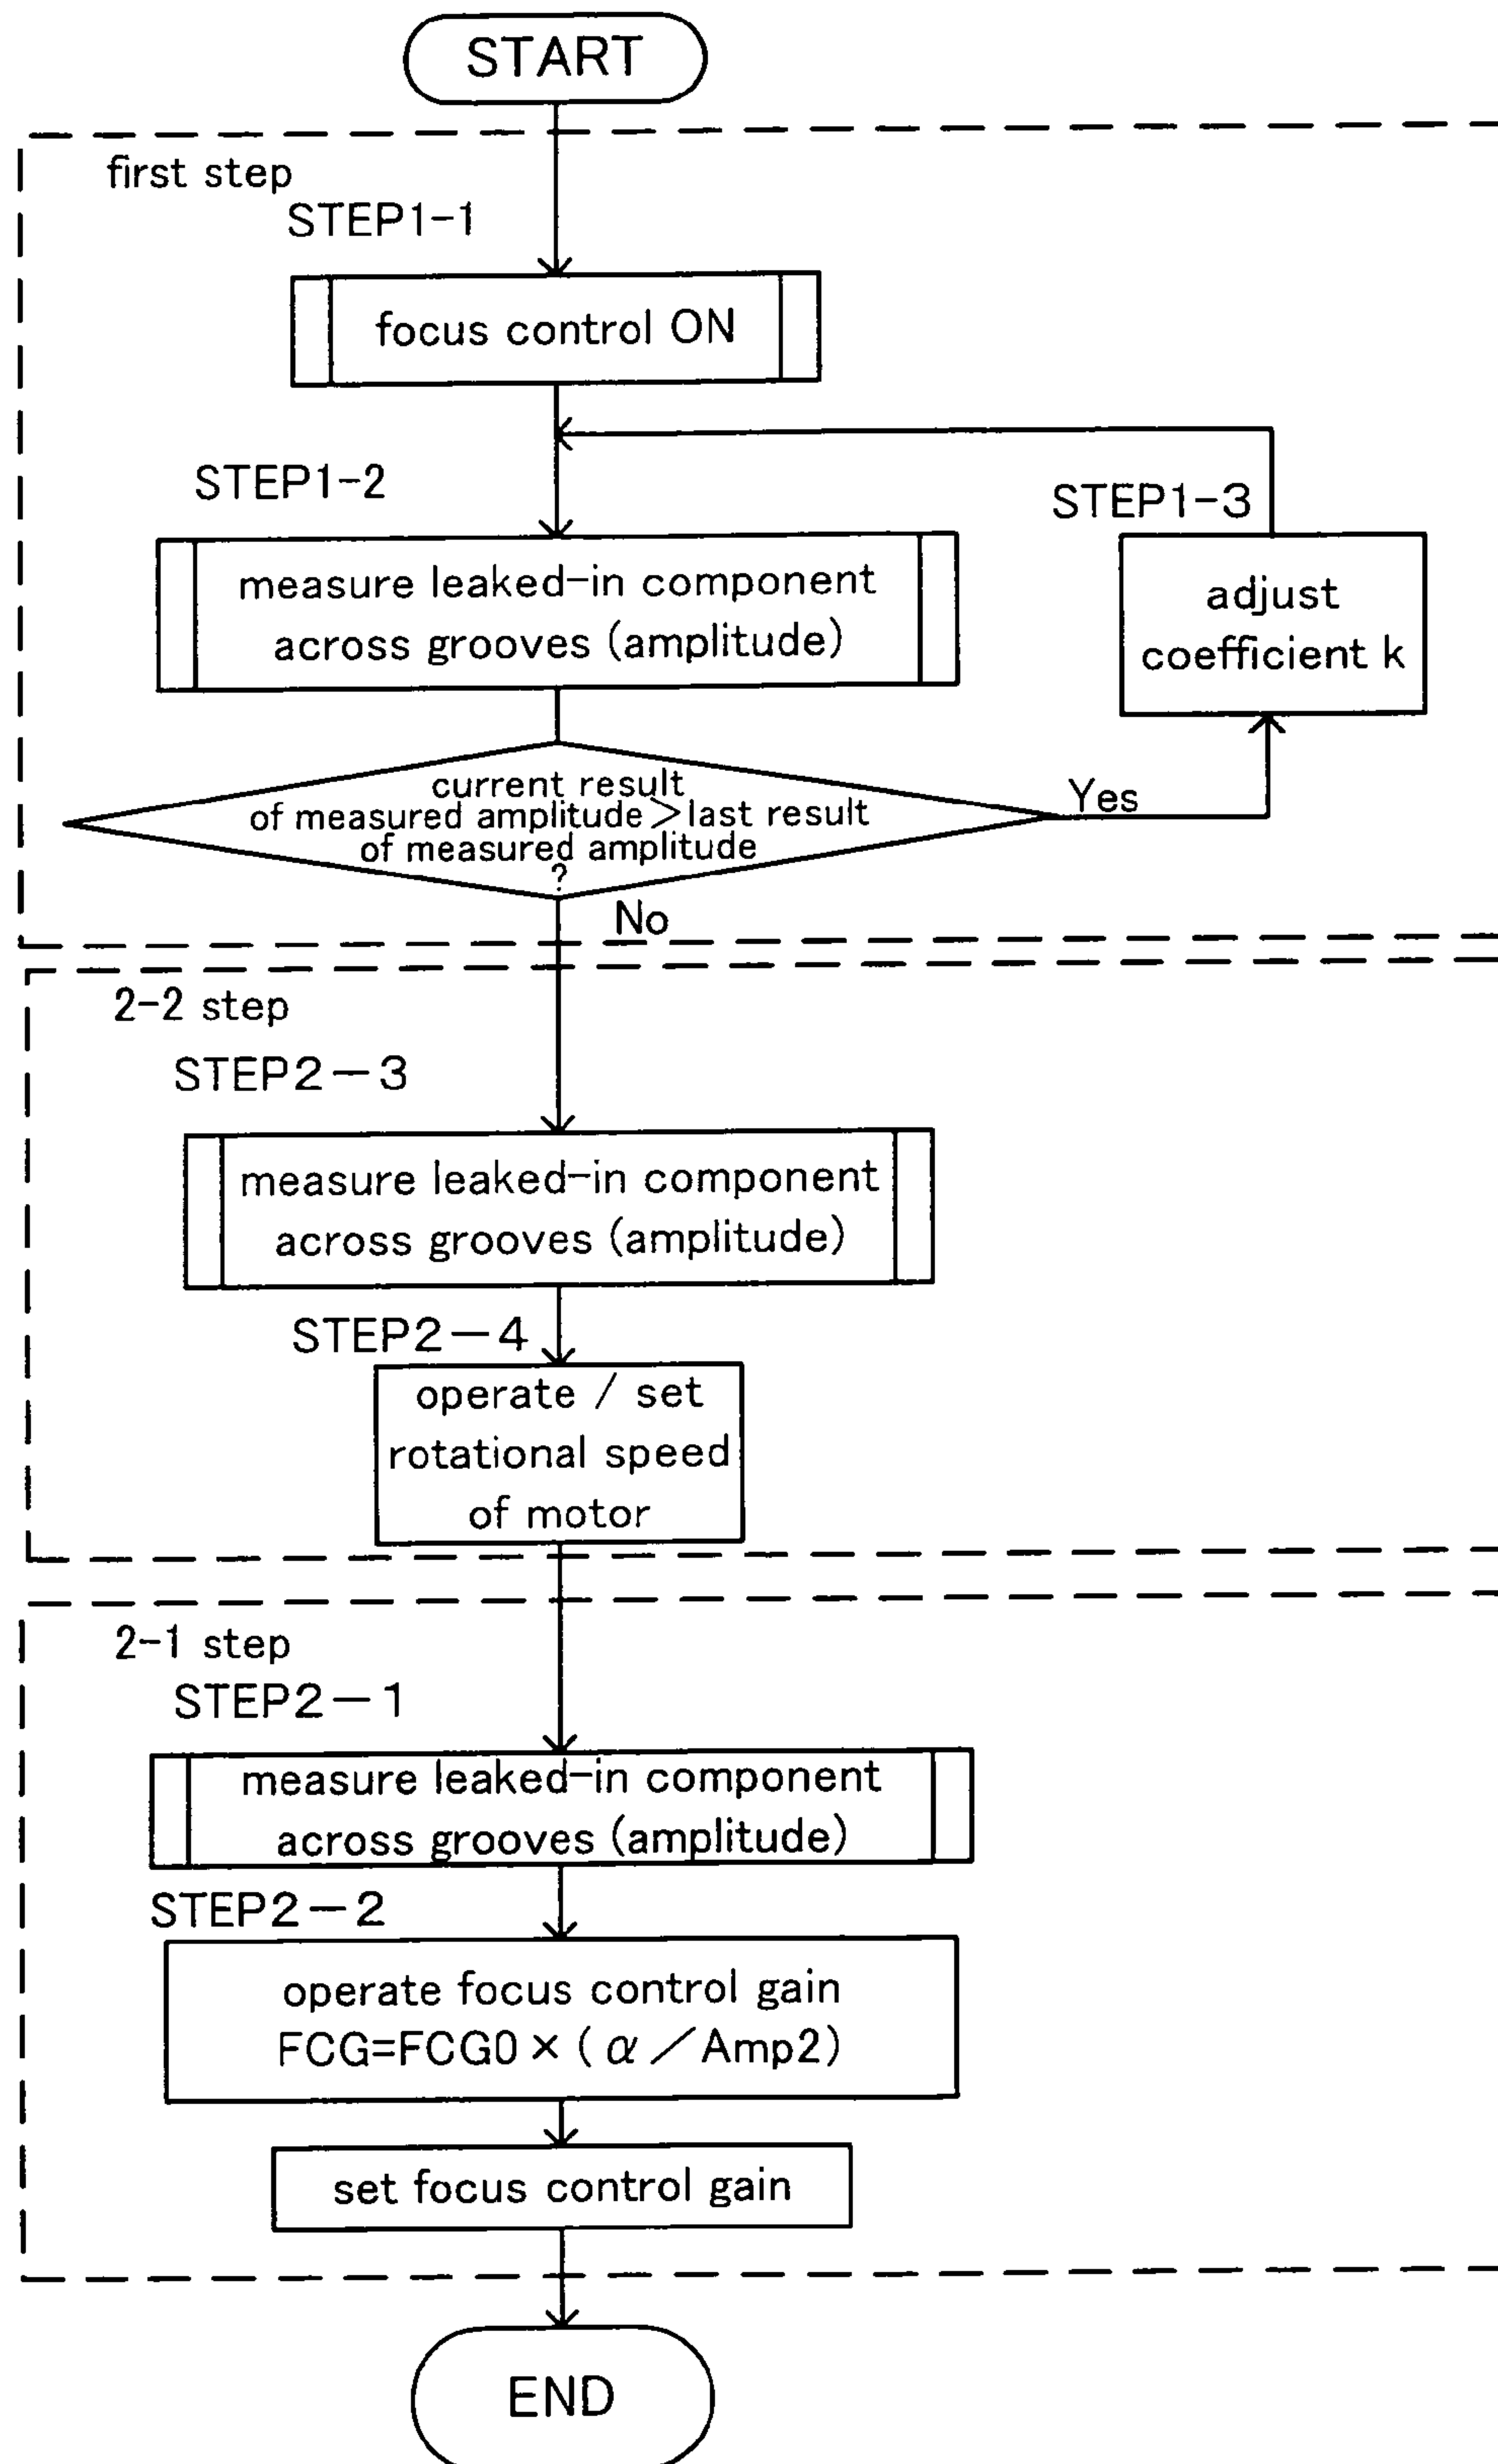 START
first step
STEP1-1
focus control ON
STEP1-2
STEP1-3
measure leaked-in component
across grooves (amplitude)
adjust
coefficient k
current result
of measured amplitude>last result
of measured amplitude
?
Yes
No
2-2 step
STEP2-3
measure leaked-in component
across grooves (amplitude)
STEP2-4
operate / set
rotational speed
of motor
2-1 step
STEP2-1
measure leaked-in component
across grooves (amplitude)
STEP2-2
operate focus control gain
FCG=FCG0×(α/Amp2)
set focus control gain
END